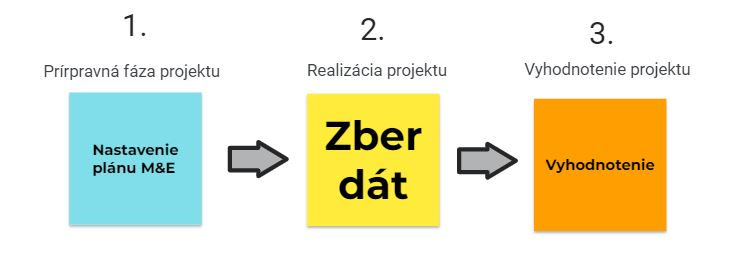 1.
Prírpravná fáza projektu
Nastavenie
plánu M&E
2.
Realizácia projektu
Zber
dát
3.
Vyhodnotenie projektu
Vyhodnotenie